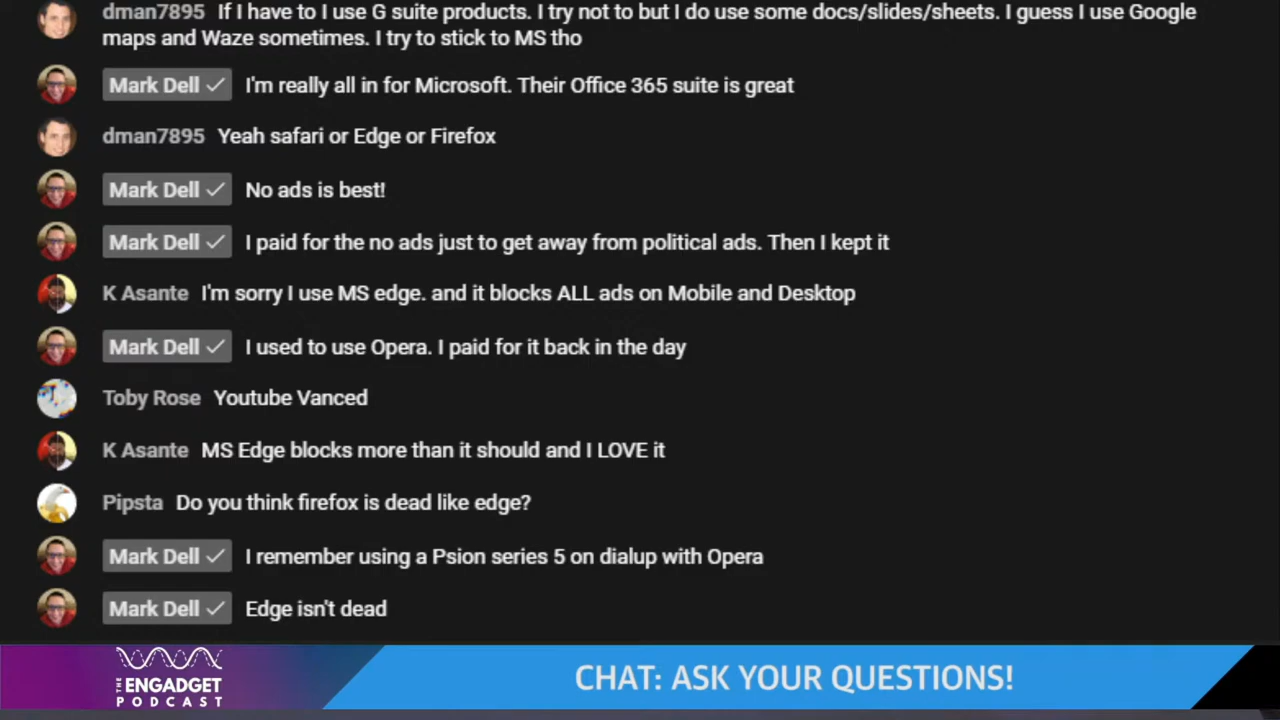 dman7895 If I have to I use G suite products. I try not to but I do use some docs/slides/sheets. I guess I use Google
maps and Waze sometimes. I try to stick to MS tho
Mark Dell ✓ I'm really all in for Microsoft. Their Office 365 suite is great
dman7895 Yeah safari or Edge or Firefox
Mark Dell ✓ No ads is best!
Mark Dell ✓ I paid for the no ads just to get away from political ads. Then I kept it
K Asante I'm sorry I use MS edge. and it blocks ALL ads on Mobile and Desktop
Mark Dell ✓ I used to use Opera. I paid for it back in the day
Toby Rose Youtube Vanced
K Asante MS Edge blocks more than it should and I LOVE it
Pipsta Do you think firefox is dead like edge?
Mark Dell ✓ I remember using a Psion series 5 on dialup with Opera
Mark Dell ✓ Edge isn't dead
THE
ENGADGET
PODCAST
CHAT: ASK YOUR QUESTIONS!